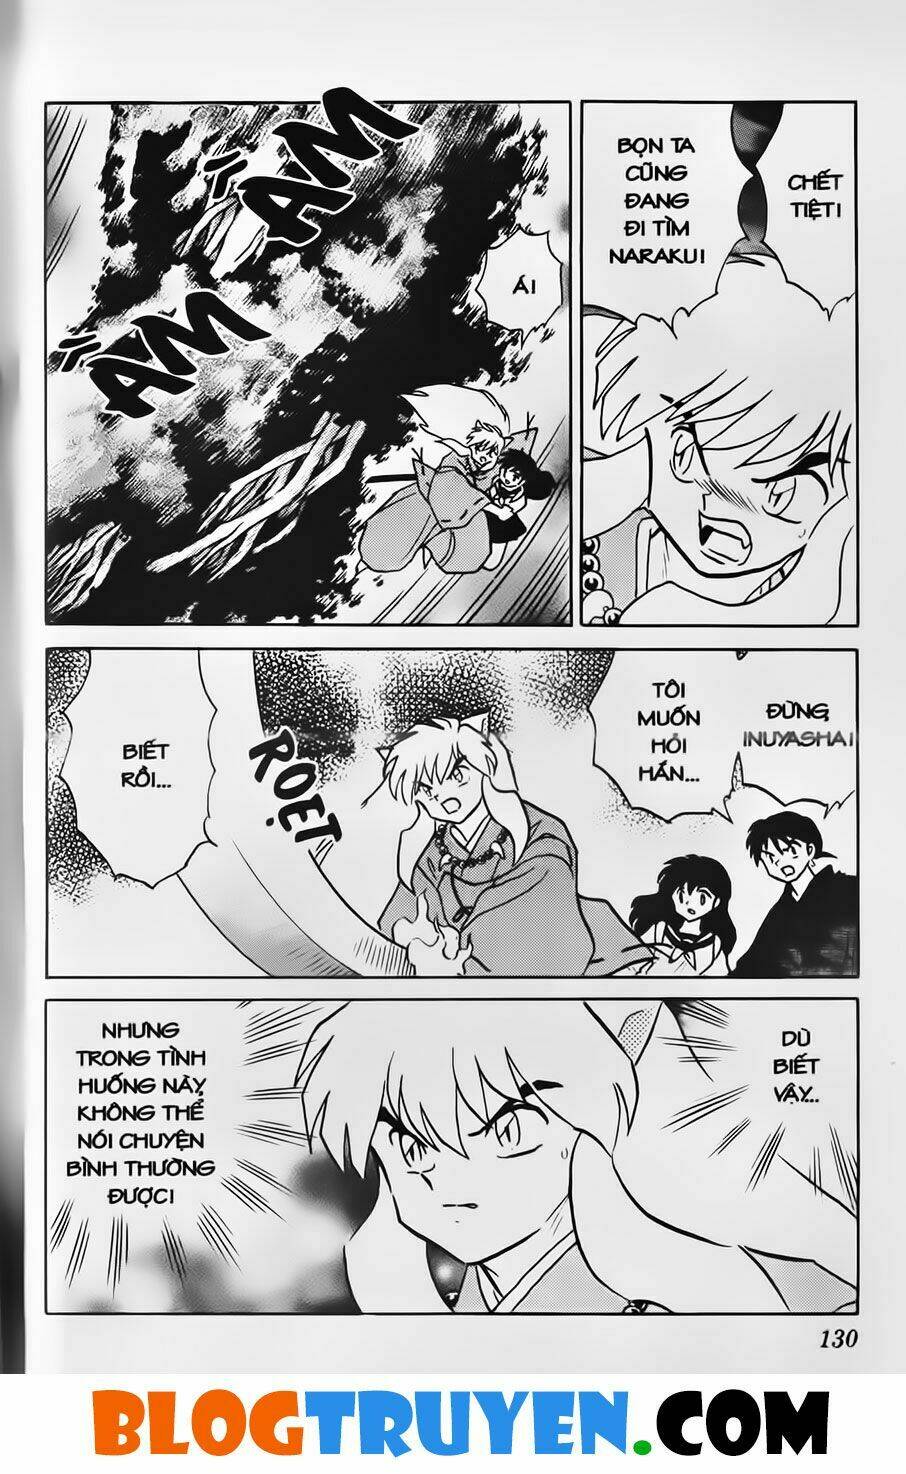 CHẾT
TIỆT!
BỌN TA
CŨNG
ĐANG
ĐI TÌM
NARAKU!
Á!
ẦM
ẦM
ĐỪNG,
INUYASHA!
TÔI
MUỐN
HỎI
HẮN...
ROẸT
BIẾT
RỒI...
DÙ
BIẾT
VẬY...
NHƯNG
TRONG TÌNH
HUỐNG NÀY,
KHÔNG THỂ
NÓI CHUYỆN
BÌNH THƯỜNG
ĐƯỢC!
130
BLOGTRUYEN.COM